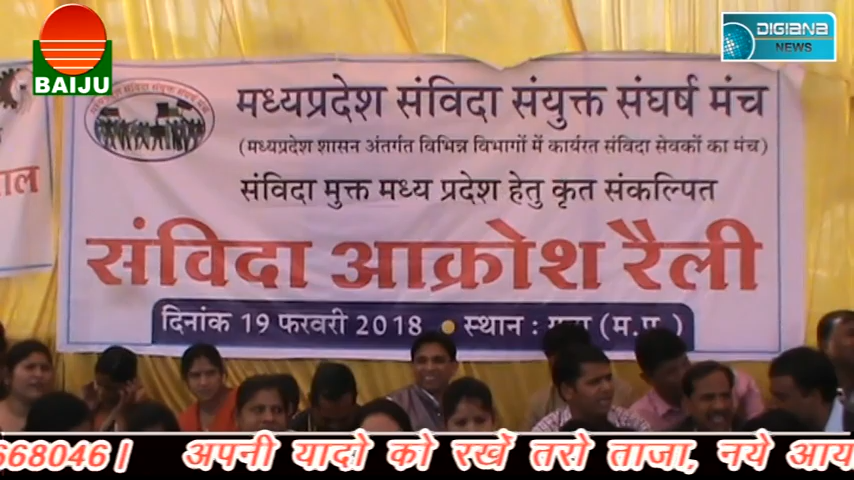 BAIJU
DIGIANA
NEWS
मध्यप्रदेश संविदा संयुक्त संघर्ष मंच
(मध्यप्रदेश शासन अंतर्गत विभिन्न विभागों में कार्यरत संविदा सेवकों का मंच)
संविदा मुक्त मध्य प्रदेश हेतु कृत संकल्पित
संविदा आक्रोश रैली
दिनांक 19 फरवरी 2018 स्थान : (म.प्र.)
668046। अपनी यादो को रखें तरो ताजा, नये आय